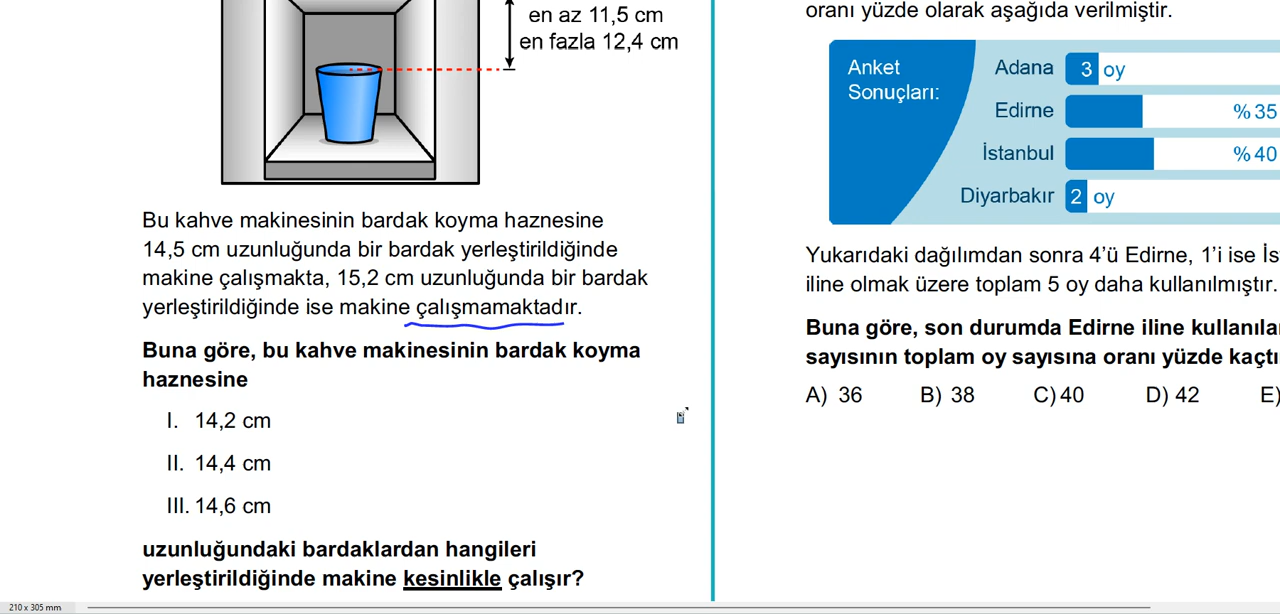 en az 11,5 cm
en fazla 12,4 cm
Bu kahve makinesinin bardak koyma haznesine
14,5 cm uzunluğunda bir bardak yerleştirildiğinde
makine çalışmakta, 15,2 cm uzunluğunda bir bardak
yerleştirildiğinde ise makine çalışmamaktadır.
Buna göre, bu kahve makinesinin bardak koyma
haznesine
I. 14,2 cm
II. 14,4 cm
III. 14,6 cm
uzunluğundaki bardaklardan hangileri
yerleştirildiğinde makine kesinlikle çalışır?
oranı yüzde olarak aşağıda verilmiştir.
Anket
Sonuçları:
Adana 3 oy
Edirne %35
İstanbul %40
Diyarbakır 2 oy
Yukarıdaki dağılımdan sonra 4'ü Edirne, 1'i ise İs
iline olmak üzere toplam 5 oy daha kullanılmıştır.
Buna göre, son durumda Edirne iline kullanıla
sayısının toplam oy sayısına oranı yüzde kaçtı
A) 36 B) 38 C) 40 D) 42 E)
210 x 305 mm